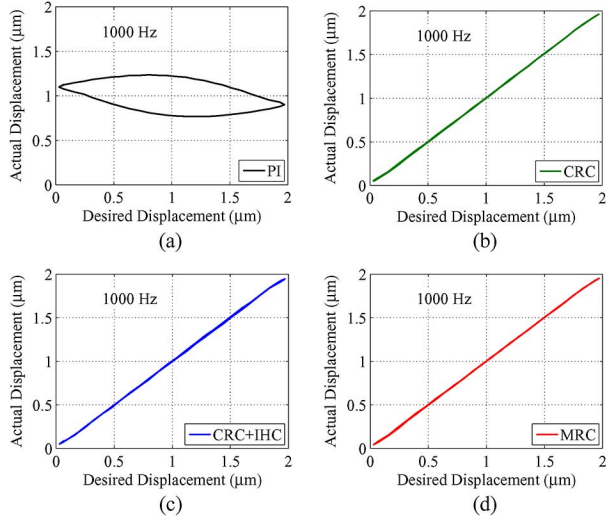 (a)
(b)
2
1.5
1
0.5
0
Actual Displacement (μm)
1000 Hz
PI
0
0.5
1
1.5
2
Desired Displacement (μm)
(a)
2
1.5
1
0.5
0
Actual Displacement (μm)
1000 Hz
CRC
0
0.5
1
1.5
2
Desired Displacement (μm)
(b)
2
1.5
1
0.5
0
Actual Displacement (μm)
1000 Hz
CRC+IHC
0
0.5
1
1.5
2
Desired Displacement (μm)
(c)
2
1.5
1
0.5
0
Actual Displacement (μm)
1000 Hz
MRC
0
0.5
1
1.5
2
Desired Displacement (μm)
(d)